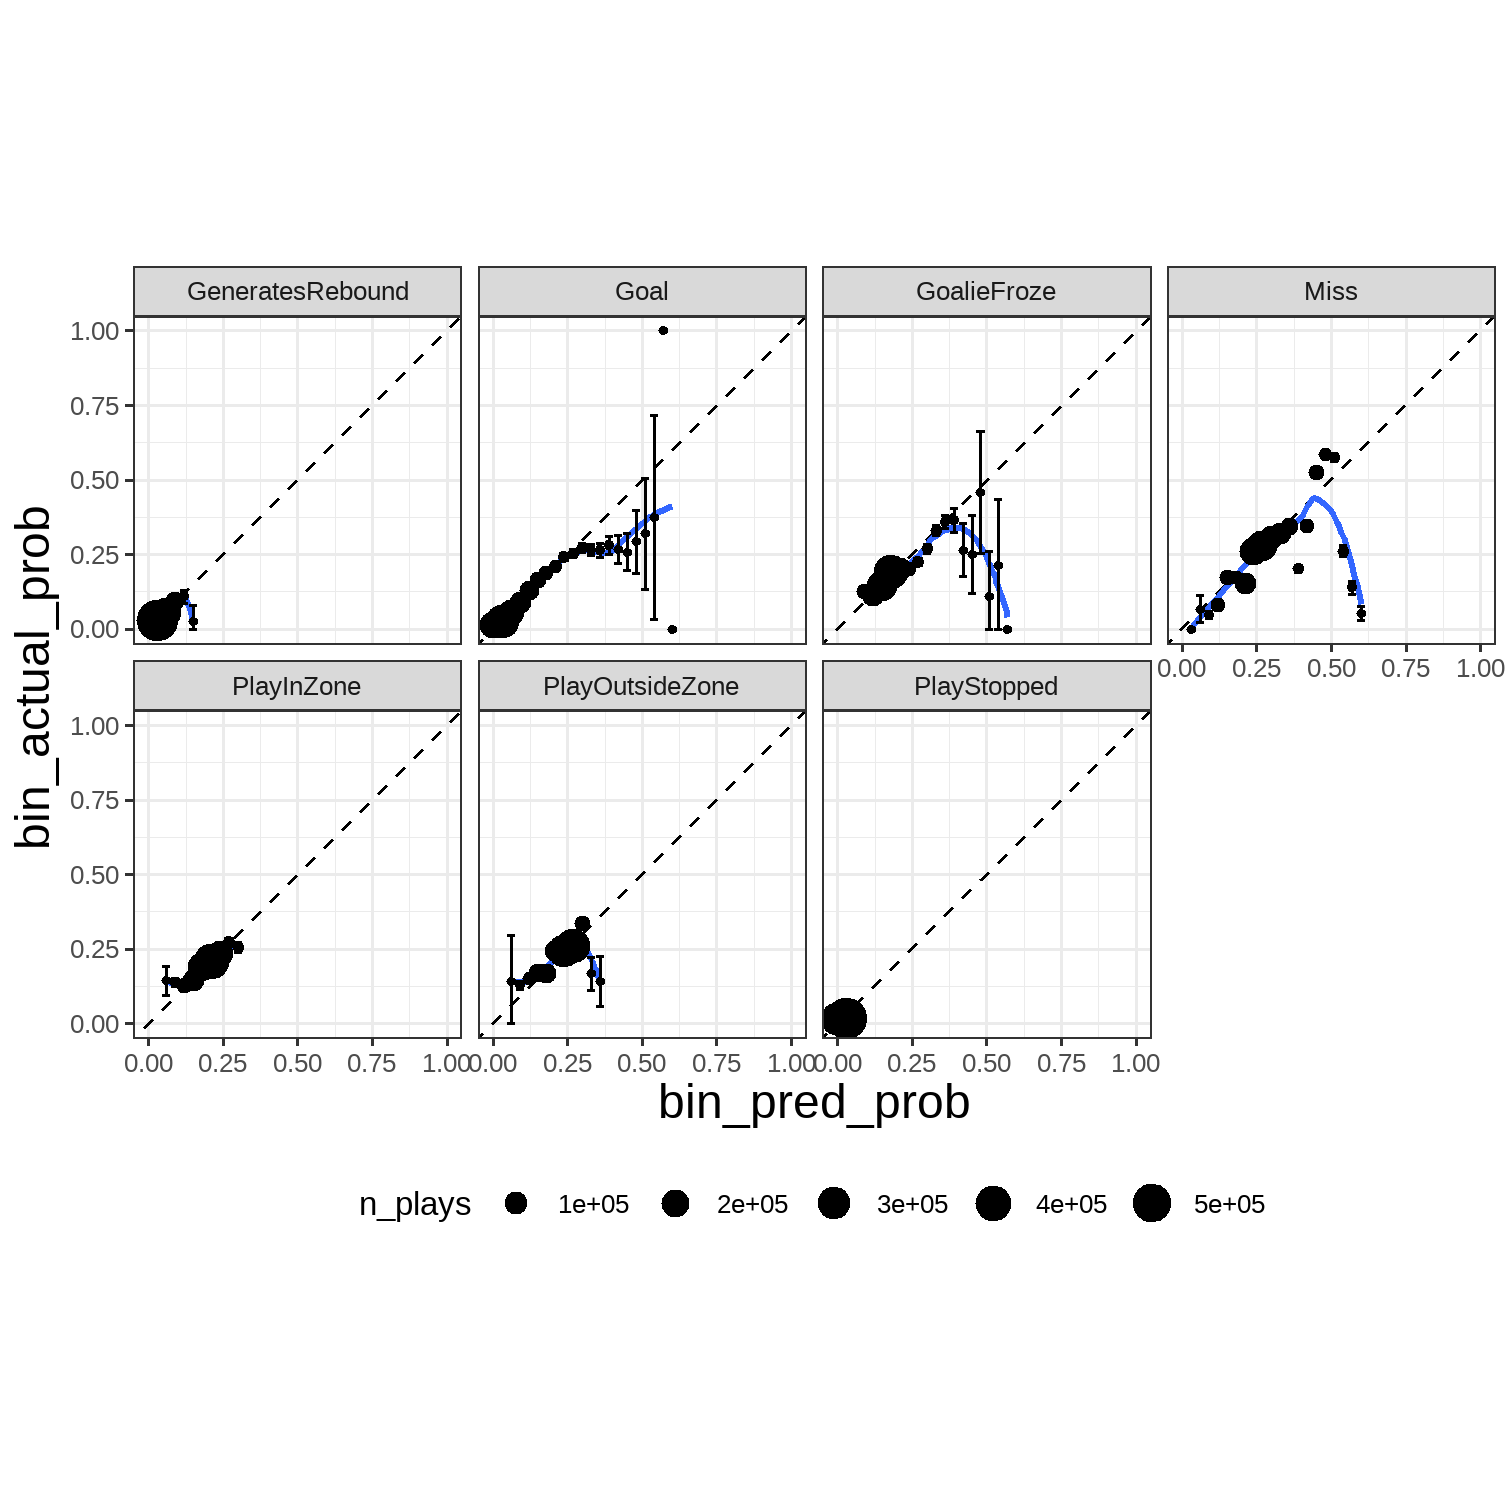 GeneratesRebound
Goal
GoalieFroze
Miss
1.00
0.75
0.50
0.25
0.00
0.00 0.25 0.50 0.75 1.00
PlayInZone
PlayOutsideZone
PlayStopped
1.00
0.75
0.50
0.25
0.00
0.00 0.25 0.50 0.75 1.00
0.00 0.25 0.50 0.75 1.00
0.00 0.25 0.50 0.75 1.00
bin_actual_prob
bin_pred_prob
n_plays 1e+05 2e+05 3e+05 4e+05 5e+05